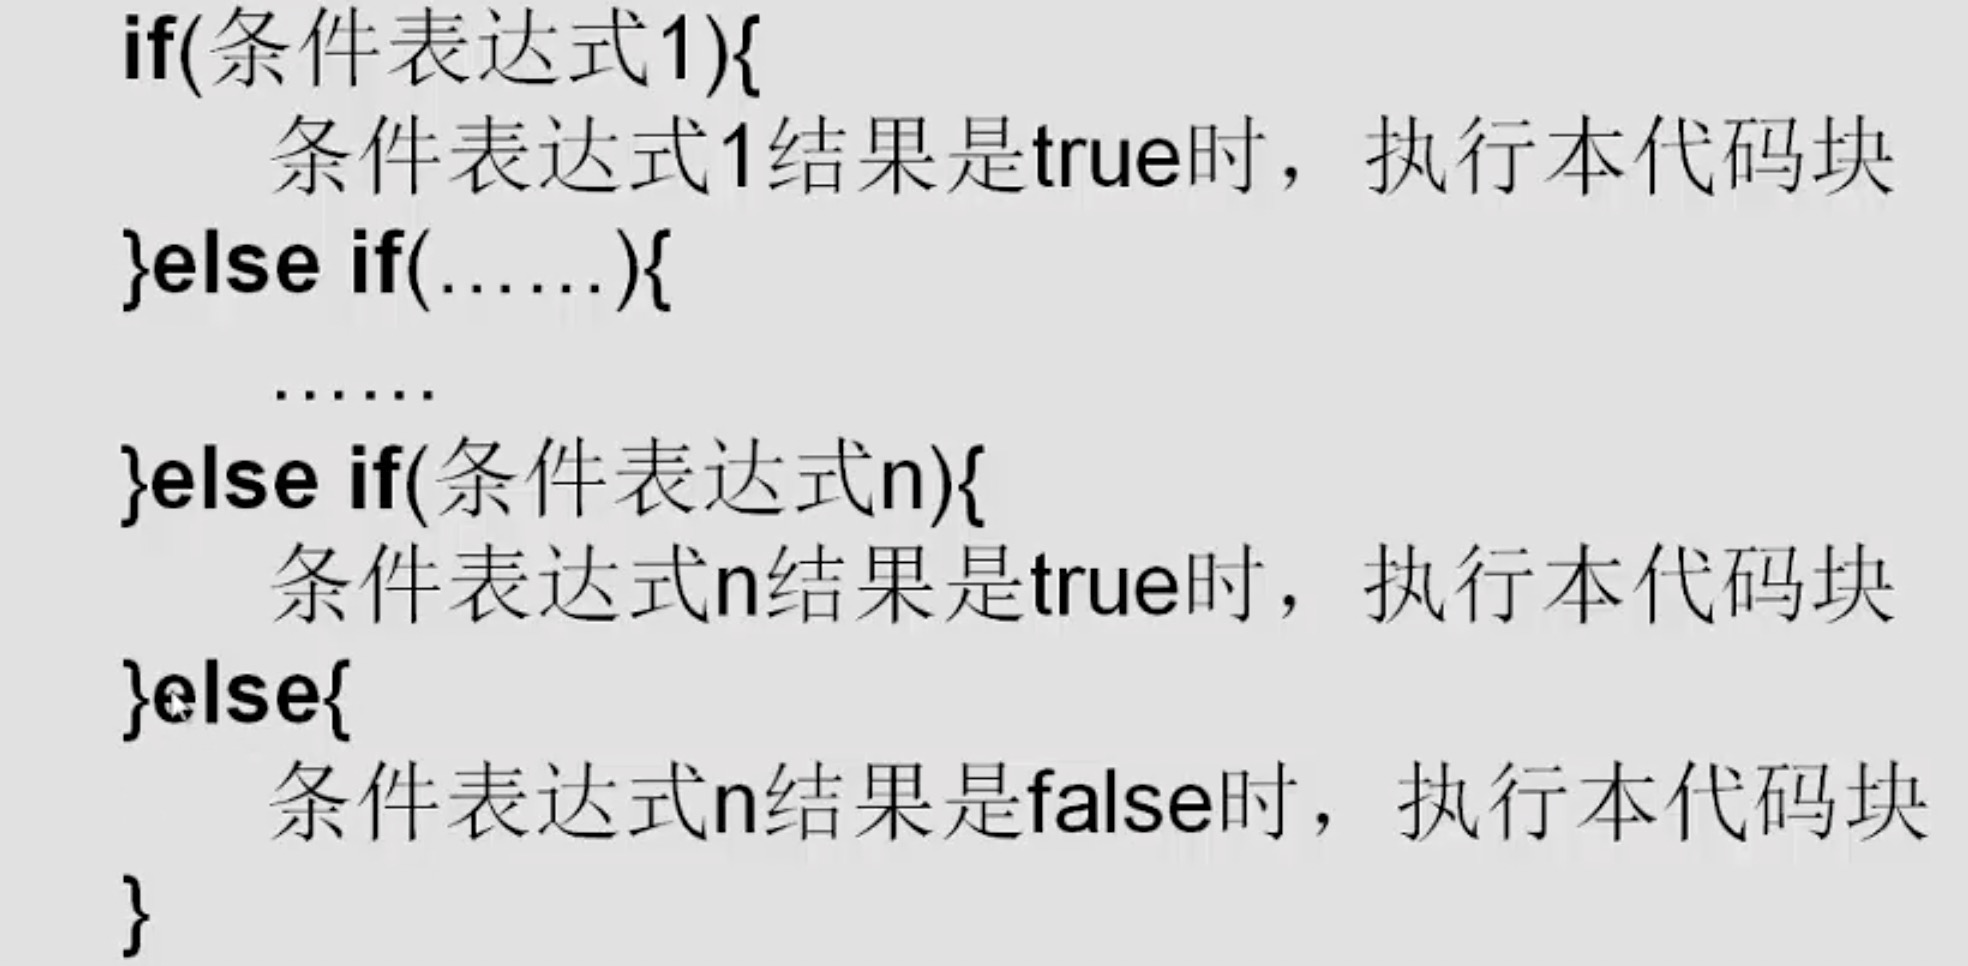 if(条件表达式1){
条件表达式1结果是true时，执行本代码块
}else if(……){
……
}else if(条件表达式n){
条件表达式n结果是true时，执行本代码块
}else{
条件表达式n结果是false时，执行本代码块
}